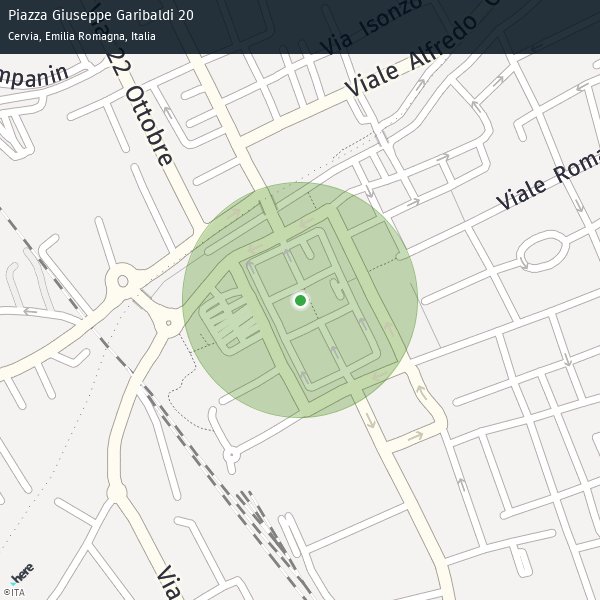 Piazza Giuseppe Garibaldi 20
Cervia, Emilia Romagna, Italia
Via Isonzo
Viale Alfredo
mpanin
22 Ottobre
Viale Roma
Via
here
©ITA